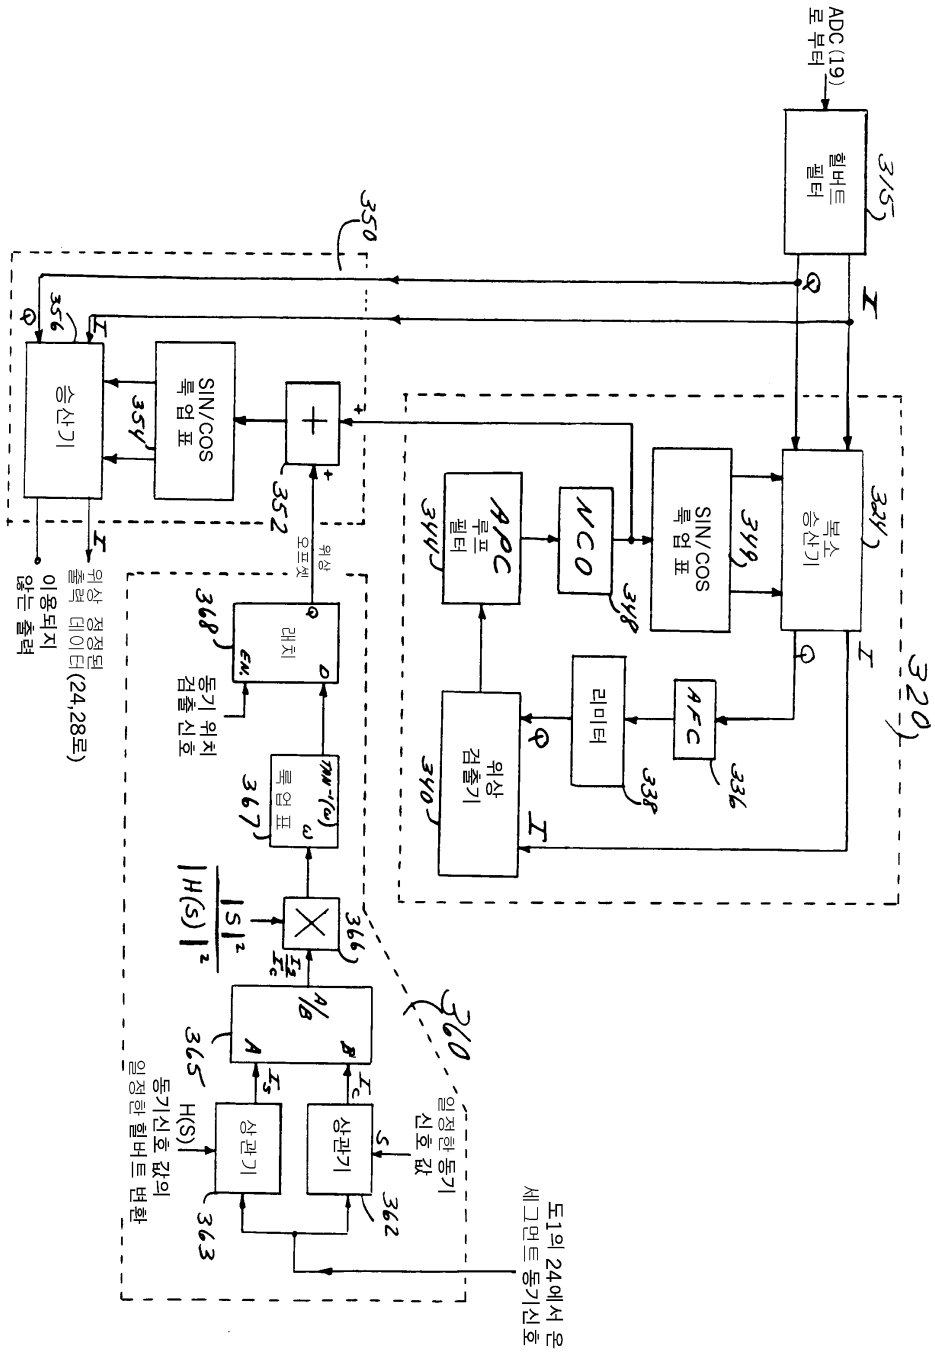 ADC (19)
로 부터
힐버트
필터
315
I
Q
320
복소
승산기
324
I
Q
SIN/COS
룩 업 표
349
NCO
348
APC
루프
필터
344
AFC
336
리미터
338
Q
I
위상
검출기
340
350
I
Q
356
승산기
SIN/COS
룩 업 표
354
+
+
+
352
I
위상 정정된
출력 데이터(24,28로)
이용되지
않는 출력
위상
오프셋
360
Q
래치
D
EN.
368
동기 위치
검출 신호
TAN⁻¹(ω)
ω
룩업 표
367
X
366
|S|²
|H(S)|²
Is
Ic
A/B
B
A
365
Ic
Is
상관기
362
S
일정한 동기
신호 값
상관기
363
H(S)
동기신호 값의
일정한 힐버트 변환
도1의 24에서 온
세그먼트 동기신호